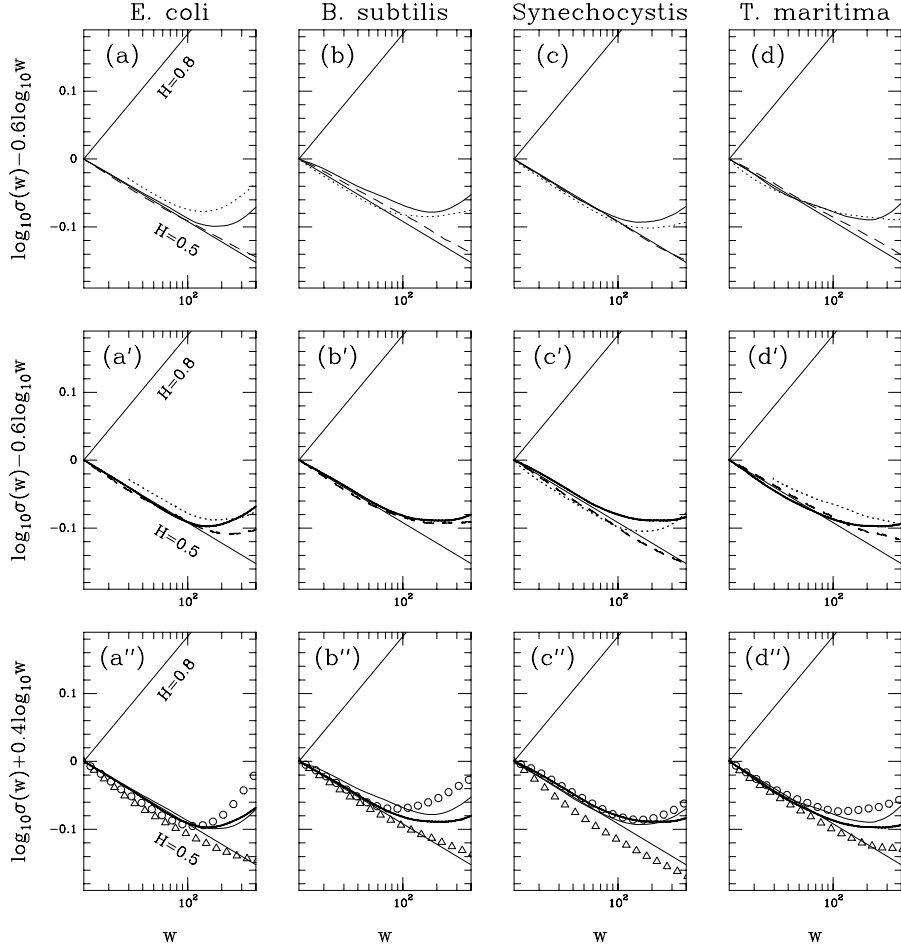 E. coli B. subtilis Synechocystis T. maritima
log₁₀σ(w)−0.6log₁₀w
(a) (b) (c) (d)
H=0.8
H=0.5
0.1
0
−0.1
10² 10² 10² 10²
log₁₀σ(w)−0.6log₁₀w
(a') (b') (c') (d')
H=0.8
H=0.5
0.1
0
−0.1
10² 10² 10² 10²
log₁₀σ(w)+0.4log₁₀w
(a'') (b'') (c'') (d'')
H=0.8
H=0.5
0.1
0
−0.1
10² 10² 10² 10²
w w w w